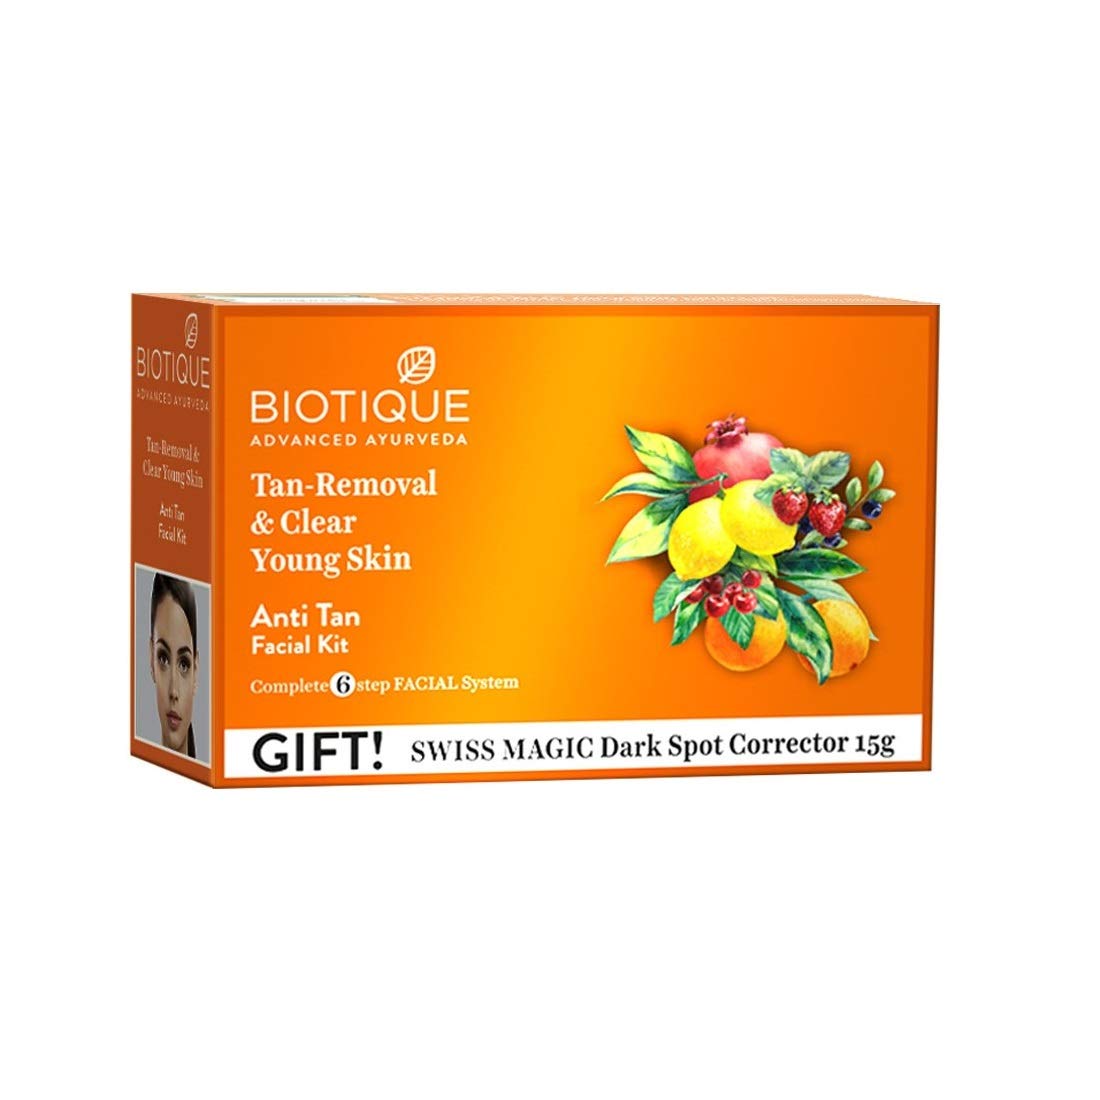 BIOTIQUE
ADVANCED AYURVEDA
Tan-Removal &
Clear Young Skin
Anti Tan
Facial Kit
BIOTIQUE
ADVANCED AYURVEDA
Tan-Removal
& Clear
Young Skin
Anti Tan
Facial Kit
Complete 6 step FACIAL System
GIFT! SWISS MAGIC Dark Spot Corrector 15g